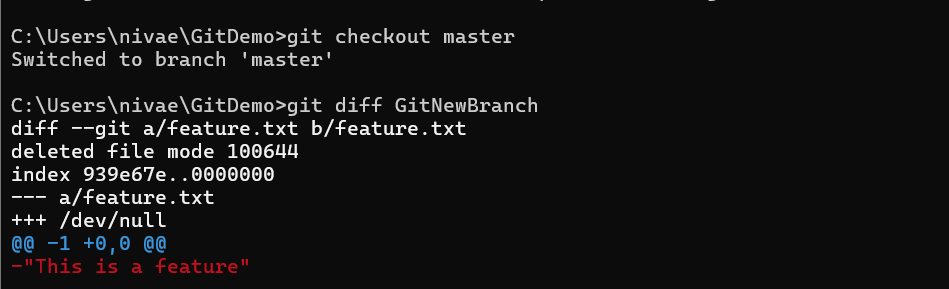 C:\Users\nivae\GitDemo>git checkout master
Switched to branch 'master'
C:\Users\nivae\GitDemo>git diff GitNewBranch
diff --git a/feature.txt b/feature.txt
deleted file mode 100644
index 939e67e..0000000
--- a/feature.txt
+++ /dev/null
@@ -1 +0,0 @@
-"This is a feature"